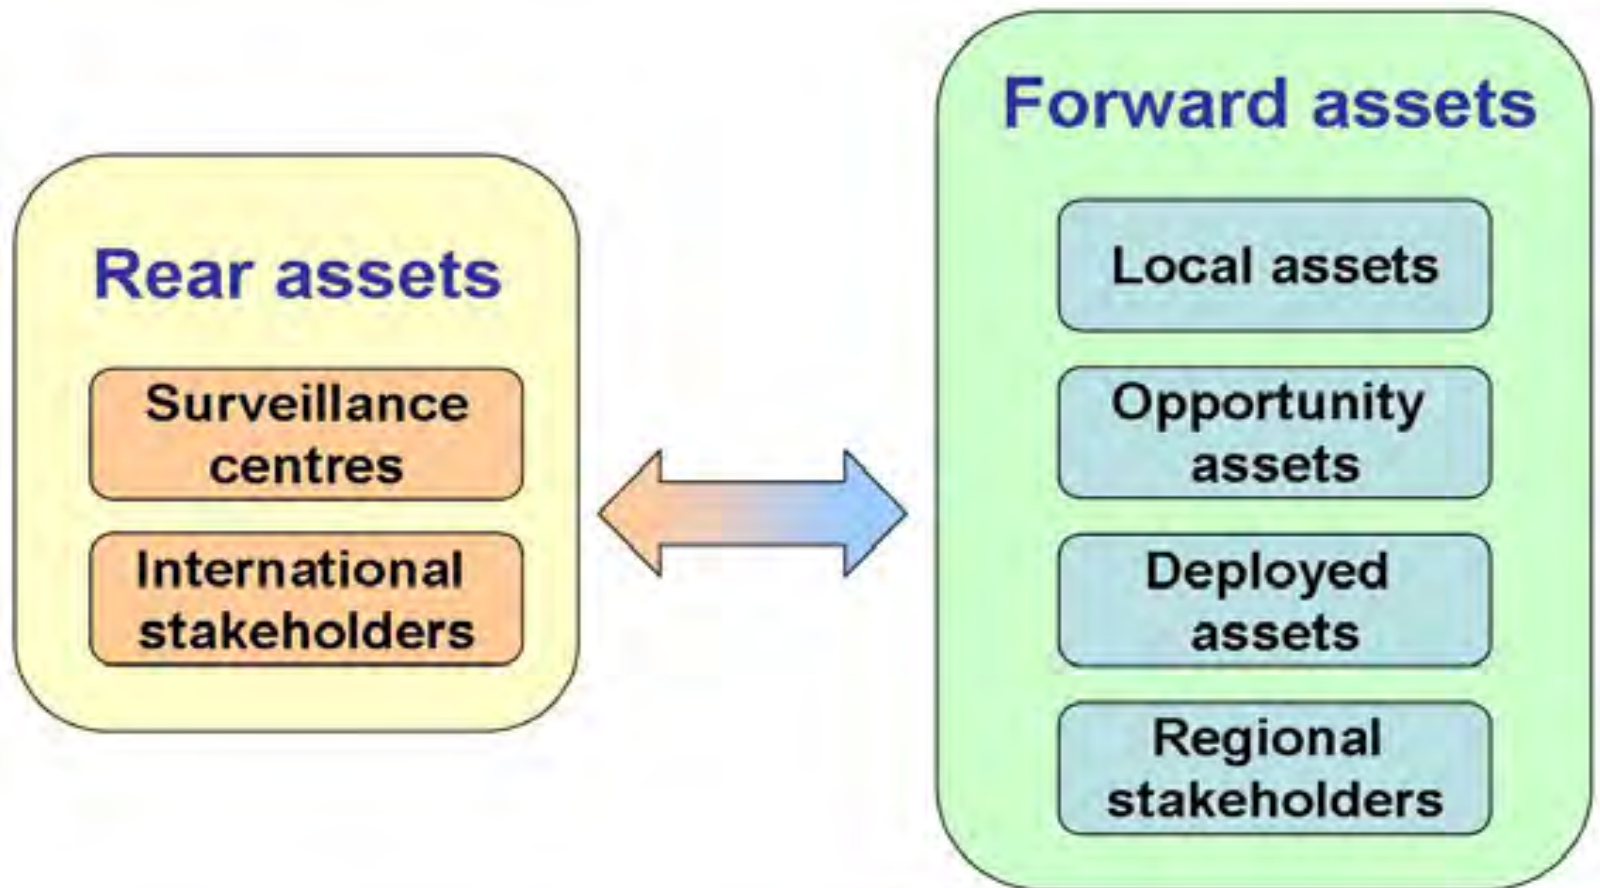 Rear assets
Surveillance
centres
International
stakeholders
Forward assets
Local assets
Opportunity
assets
Deployed
assets
Regional
stakeholders